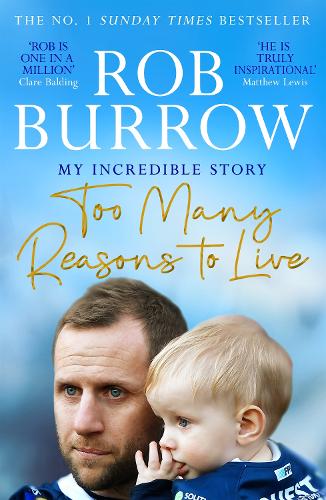 THE NO. 1 SUNDAY TIMES BESTSELLER
'ROB IS
ONE IN A
MILLION'
Clare Balding
'HE IS
TRULY
INSPIRATIONAL'
Matthew Lewis
ROB
BURROW
MY INCREDIBLE STORY
Too Many
Reasons to Live